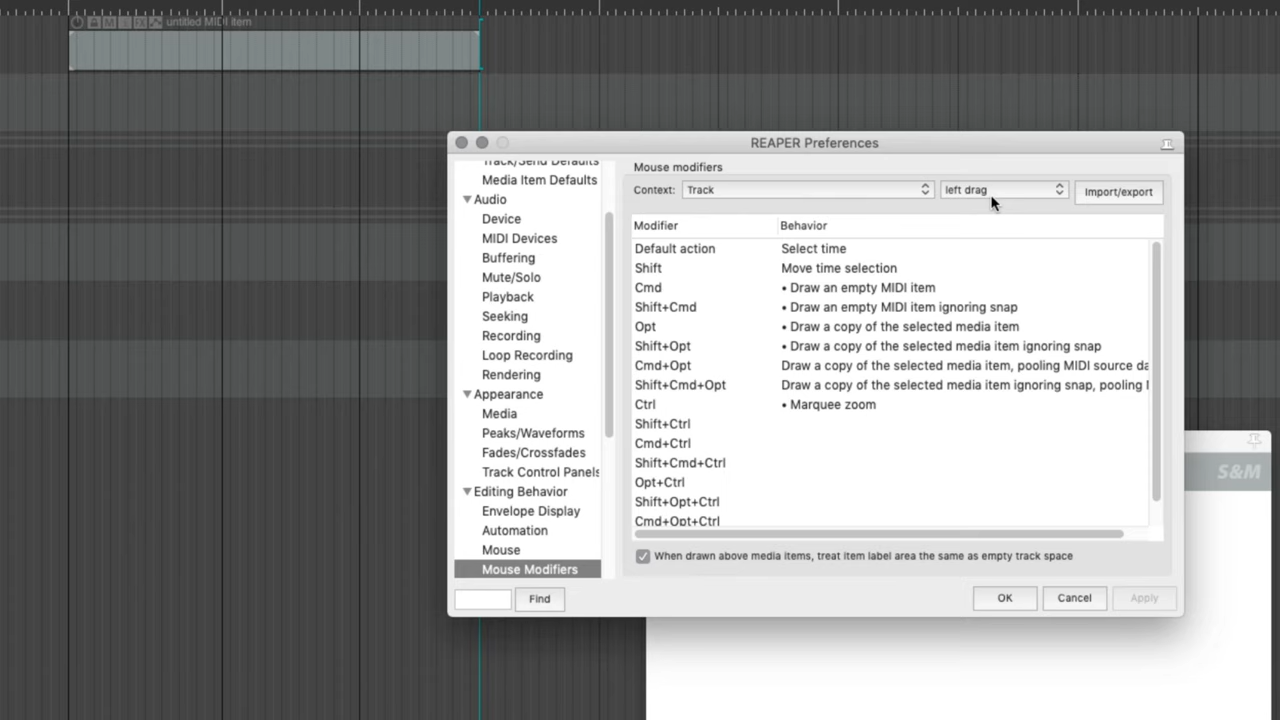 untitled MIDI item
REAPER Preferences
Track/Send Defaults
Media Item Defaults
Audio
Device
MIDI Devices
Buffering
Mute/Solo
Playback
Seeking
Recording
Loop Recording
Rendering
Appearance
Media
Peaks/Waveforms
Fades/Crossfades
Track Control Panels
Editing Behavior
Envelope Display
Automation
Mouse
Mouse Modifiers
Find
Mouse modifiers
Context: Track left drag Import/export
Modifier Behavior
Default action Select time
Shift Move time selection
Cmd • Draw an empty MIDI item
Shift+Cmd • Draw an empty MIDI item ignoring snap
Opt • Draw a copy of the selected media item
Shift+Opt • Draw a copy of the selected media item ignoring snap
Cmd+Opt Draw a copy of the selected media item, pooling MIDI source da
Shift+Cmd+Opt Draw a copy of the selected media item ignoring snap, pooling
Ctrl • Marquee zoom
Shift+Ctrl
Cmd+Ctrl
Shift+Cmd+Ctrl
Opt+Ctrl
Shift+Opt+Ctrl
Cmd+Opt+Ctrl
When drawn above media items, treat item label area the same as empty track space
OK Cancel Apply
S&M